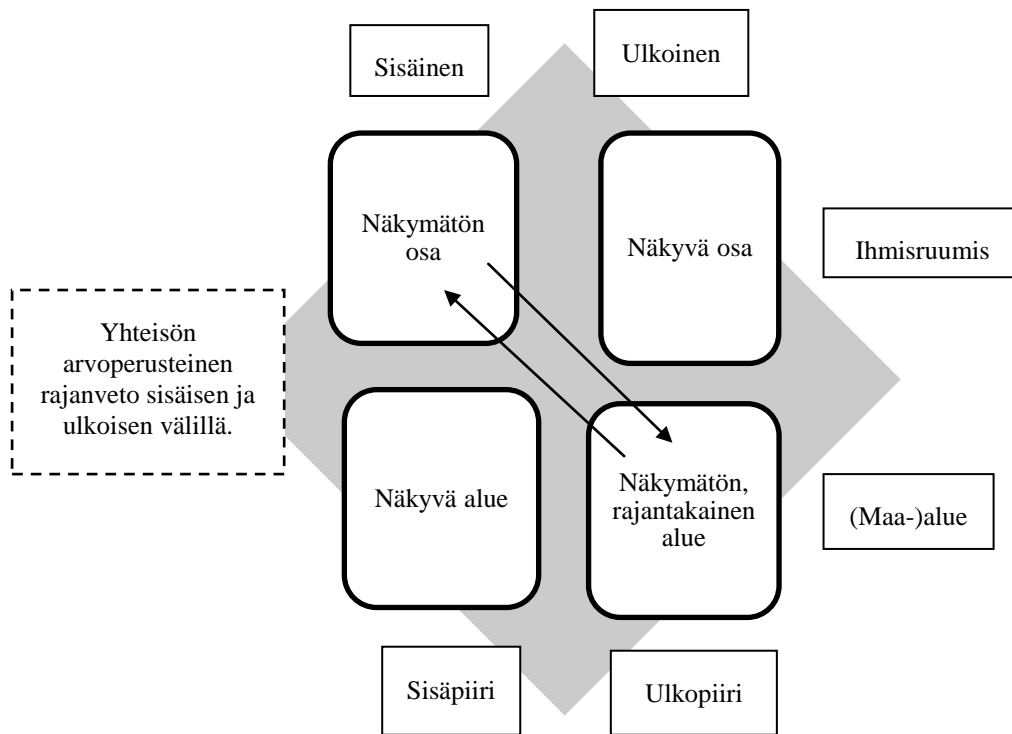 Sisäinen
Ulkoinen
Näkymätön
osa
Näkyvä osa
Ihmisruumis
Yhteisön
arvoperusteinen
rajanveto sisäisen ja
ulkoisen välillä.
Näkyvä alue
Näkymätön,
rajantakainen
alue
(Maa-)alue
Sisäpiiri
Ulkopiiri